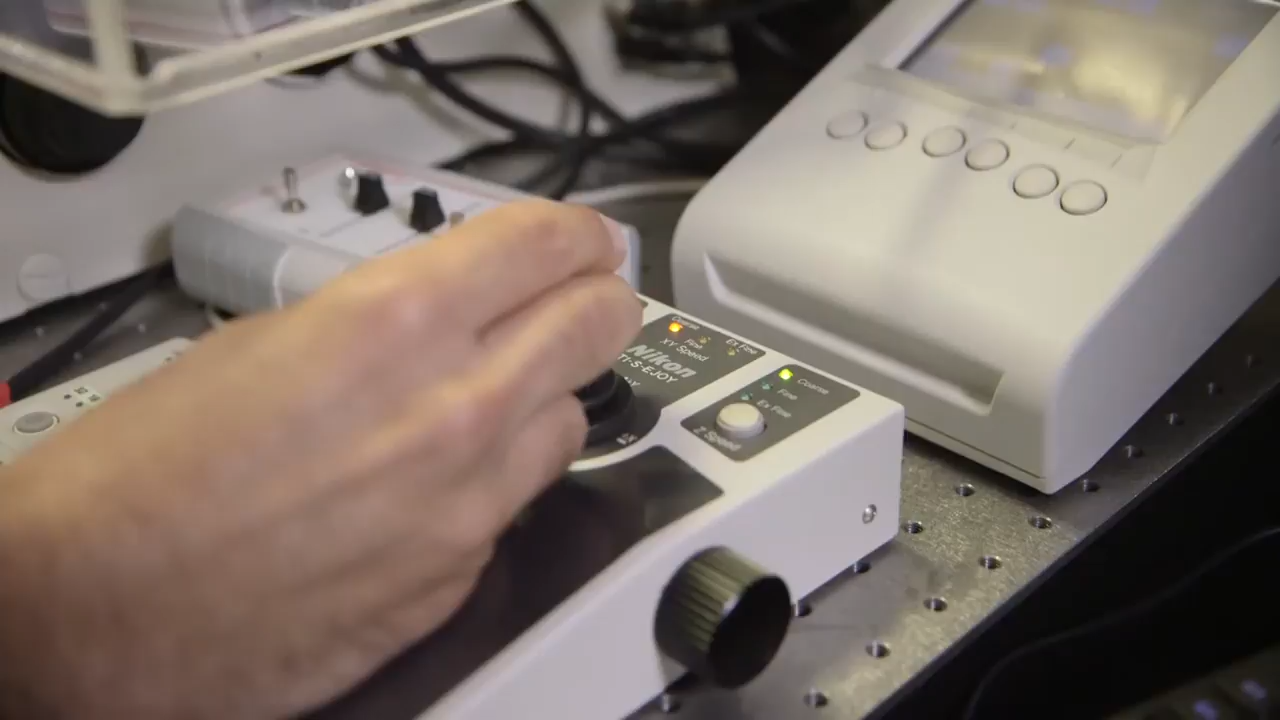 Coarse
Fine
Ex Fine
XY Speed
Nikon
TI-S-EJOY
Coarse
Fine
Ex Fine
Z Speed